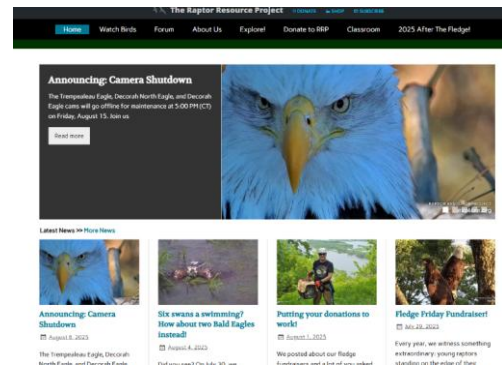 The Raptor Resource Project DONATE SHOP SUBSCRIBE
Home Watch Birds Forum About Us Explore! Donate to RRP Classroom 2025 After The Fledge!
Announcing: Camera Shutdown
The Trempealeau Eagle, Decorah North Eagle, and Decorah
Eagle cams will go offline for maintenance at 5:00 PM (CT)
on Friday, August 15. Join us
Read more
Latest News >> More News
Announcing: Camera
Shutdown
August 8, 2025
The Trempealeau Eagle, Decorah
North Eagle, and Decorah Eagle
Six swans a swimming?
How about two Bald Eagles
instead!
August 4, 2025
Did you see? On July 30, we
Putting your donations to
work!
August 1, 2025
We posted about our fledge
fundraisers and a lot of you asked
Fledge Friday Fundraiser!
July 29, 2025
Every year, we witness something
extraordinary: young raptors
standing on the edge of their